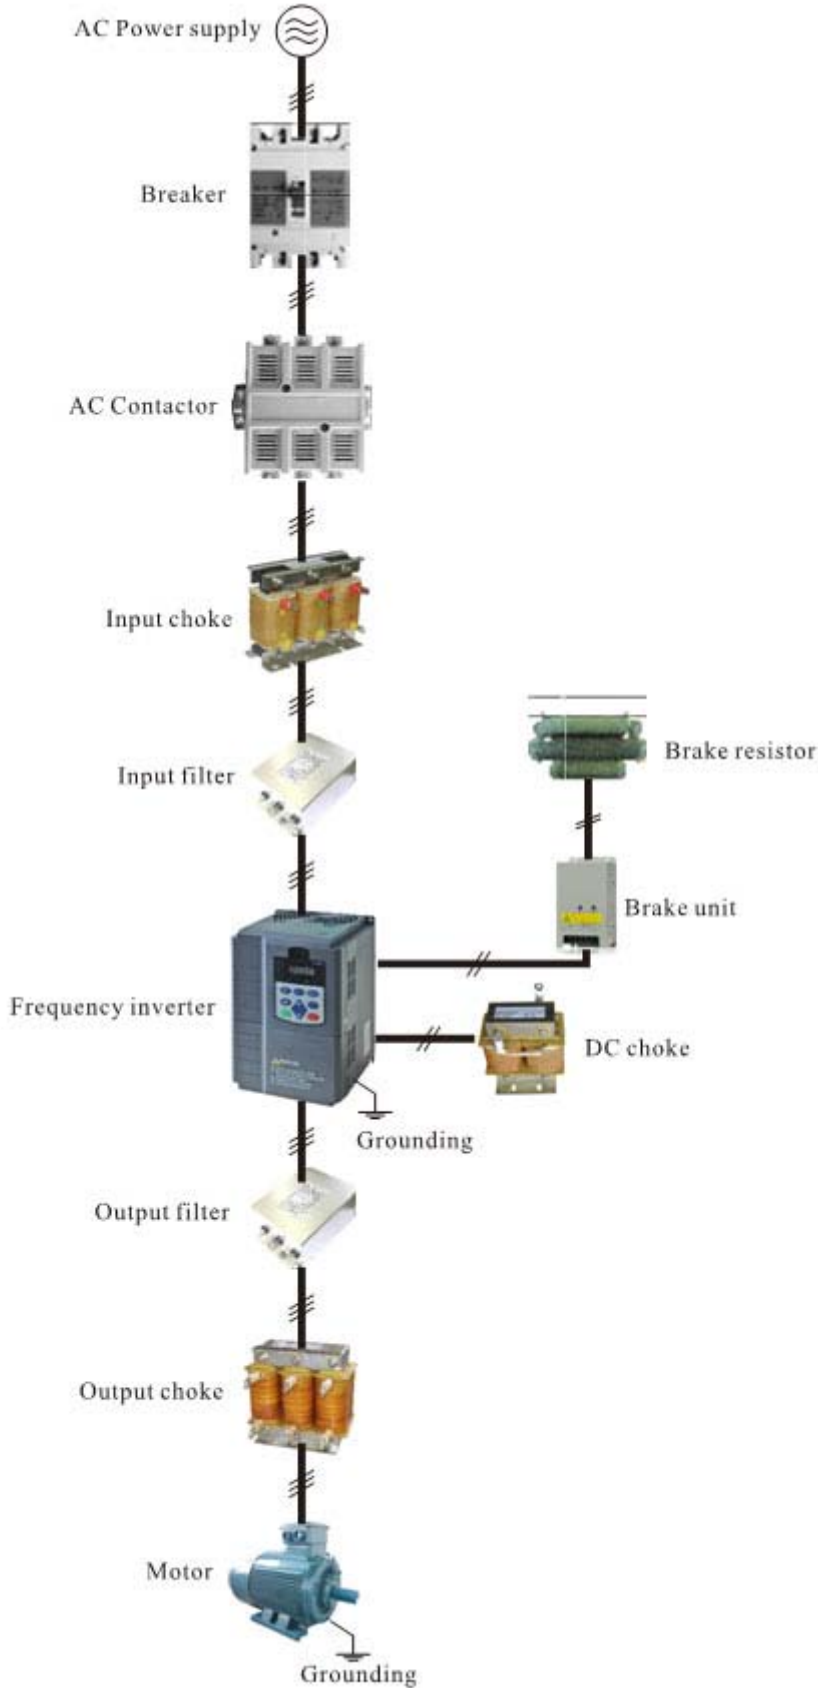 AC Power supply
Breaker
AC Contactor
Input choke
Input filter
Brake resistor
Brake unit
Frequency inverter
DC choke
Grounding
Output filter
Output choke
Motor
Grounding